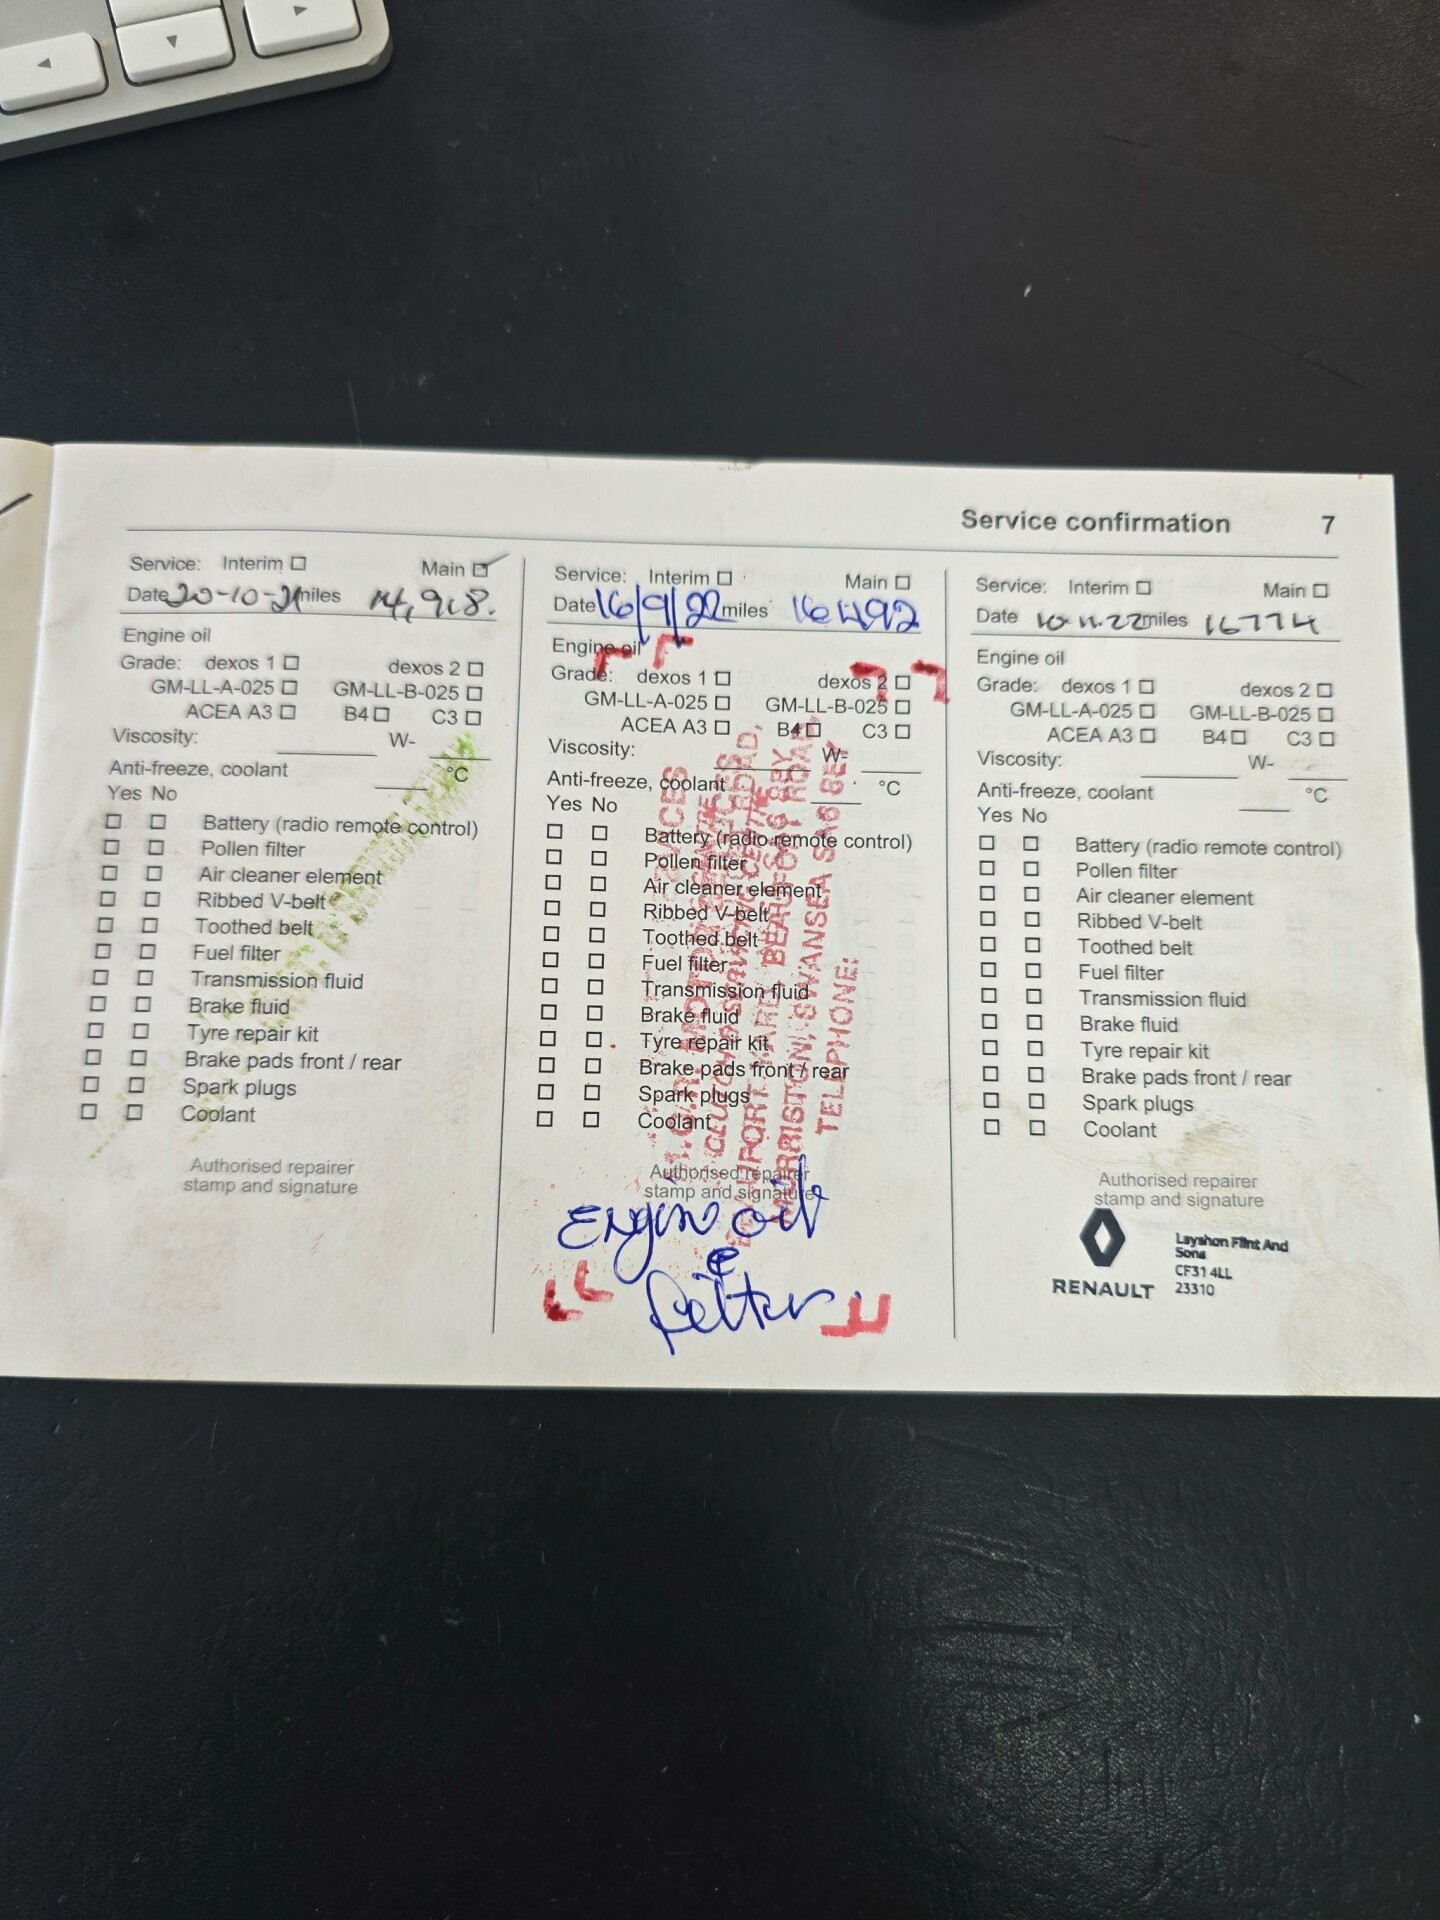 Service confirmation 7
Service: Interim Main
Date 20-10-21 miles 14,918.
Engine oil
Grade: dexos 1 dexos 2
GM-LL-A-025 GM-LL-B-025
ACEA A3 B4 C3
Viscosity: W-
Anti-freeze, coolant °C
Yes No
Battery (radio remote control)
Pollen filter
Air cleaner element
Ribbed V-belt
Toothed belt
Fuel filter
Transmission fluid
Brake fluid
Tyre repair kit
Brake pads front / rear
Spark plugs
Coolant
Authorised repairer
stamp and signature
Service: Interim Main
Date 16/9/22 miles 16492
Engine oil
Grade: dexos 1 dexos 2
GM-LL-A-025 GM-LL-B-025
ACEA A3 B4 C3
Viscosity: W-
Anti-freeze, coolant °C
Yes No
Battery (radio remote control)
Pollen filter
Air cleaner element
Ribbed V-belt
Toothed belt
Fuel filter
Transmission fluid
Brake fluid
Tyre repair kit
Brake pads front / rear
Spark plugs
Coolant
Authorised repairer
stamp and signature
MORRISTON, SWANSEA SA6
TELEPHONE:
Engin oil
e
filter
Service: Interim Main
Date 10.11.22 miles 16774
Engine oil
Grade: dexos 1 dexos 2
GM-LL-A-025 GM-LL-B-025
ACEA A3 B4 C3
Viscosity: W-
Anti-freeze, coolant °C
Yes No
Battery (radio remote control)
Pollen filter
Air cleaner element
Ribbed V-belt
Toothed belt
Fuel filter
Transmission fluid
Brake fluid
Tyre repair kit
Brake pads front / rear
Spark plugs
Coolant
Authorised repairer
stamp and signature
RENAULT
Layshon Flint And
Sons
CF31 4LL
23310